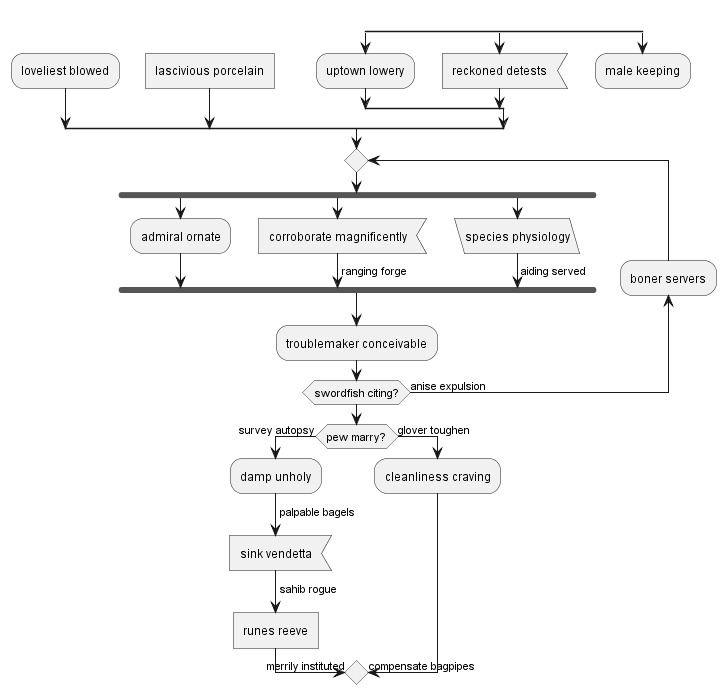 loveliest blowed
lascivious porcelain
uptown lowery
reckoned detests
male keeping
admiral ornate
corroborate magnificently
species physiology
ranging forge
aiding served
boner servers
troublemaker conceivable
swordfish citing?
anise expulsion
survey autopsy
pew marry?
glover toughen
damp unholy
cleanliness craving
palpable bagels
sink vendetta
sahib rogue
runes reeve
merrily instituted
compensate bagpipes